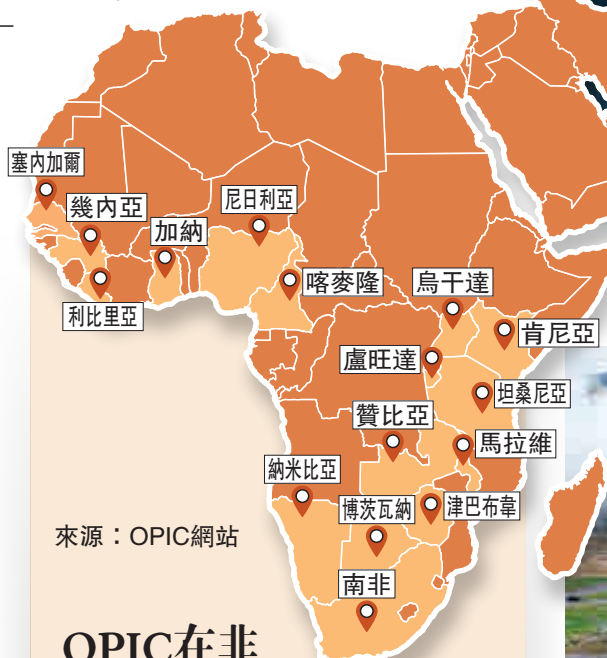 塞內加爾
幾內亞
加納
尼日利亞
利比里亞
喀麥隆
烏干達
肯尼亞
盧旺達
坦桑尼亞
贊比亞
馬拉維
納米比亞
博茨瓦納
津巴布韋
來源：OPIC網站
南非
OPIC在非